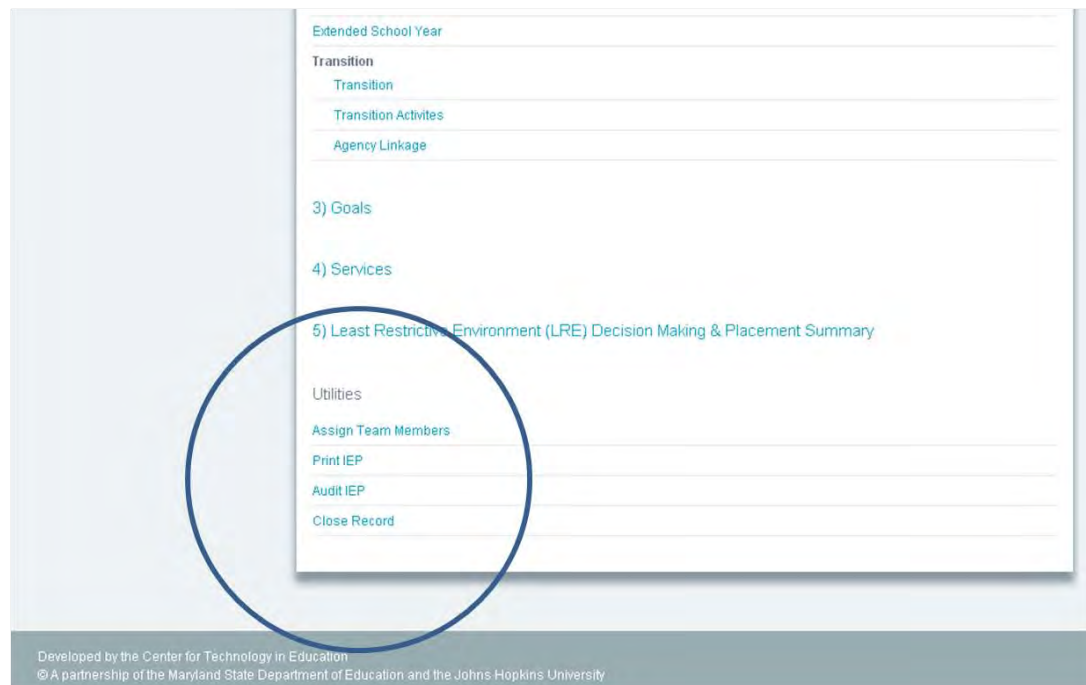 Extended School Year
Transition
Transition
Transition Activites
Agency Linkage
3) Goals
4) Services
5) Least Restrictive Environment (LRE) Decision Making & Placement Summary
Utilities
Assign Team Members
Print IEP
Audit IEP
Close Record
Developed by the Center for Technology in Education
© A partnership of the Maryland State Department of Education and the Johns Hopkins University